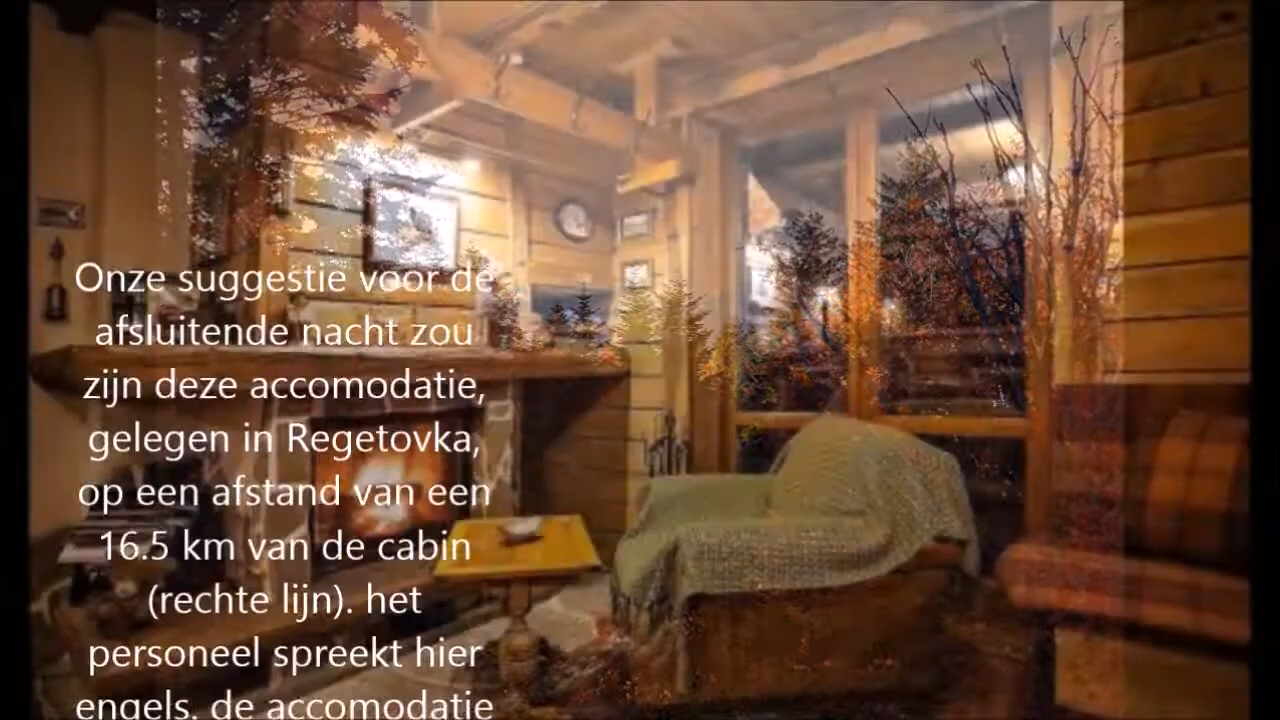 Onze suggestie voor de
afsluitende nacht zou
zijn deze accomodatie,
gelegen in Regetovka,
op een afstand van een
16.5 km van de cabin
(rechte lijn). het
personeel spreekt hier
engels. de accomodatie